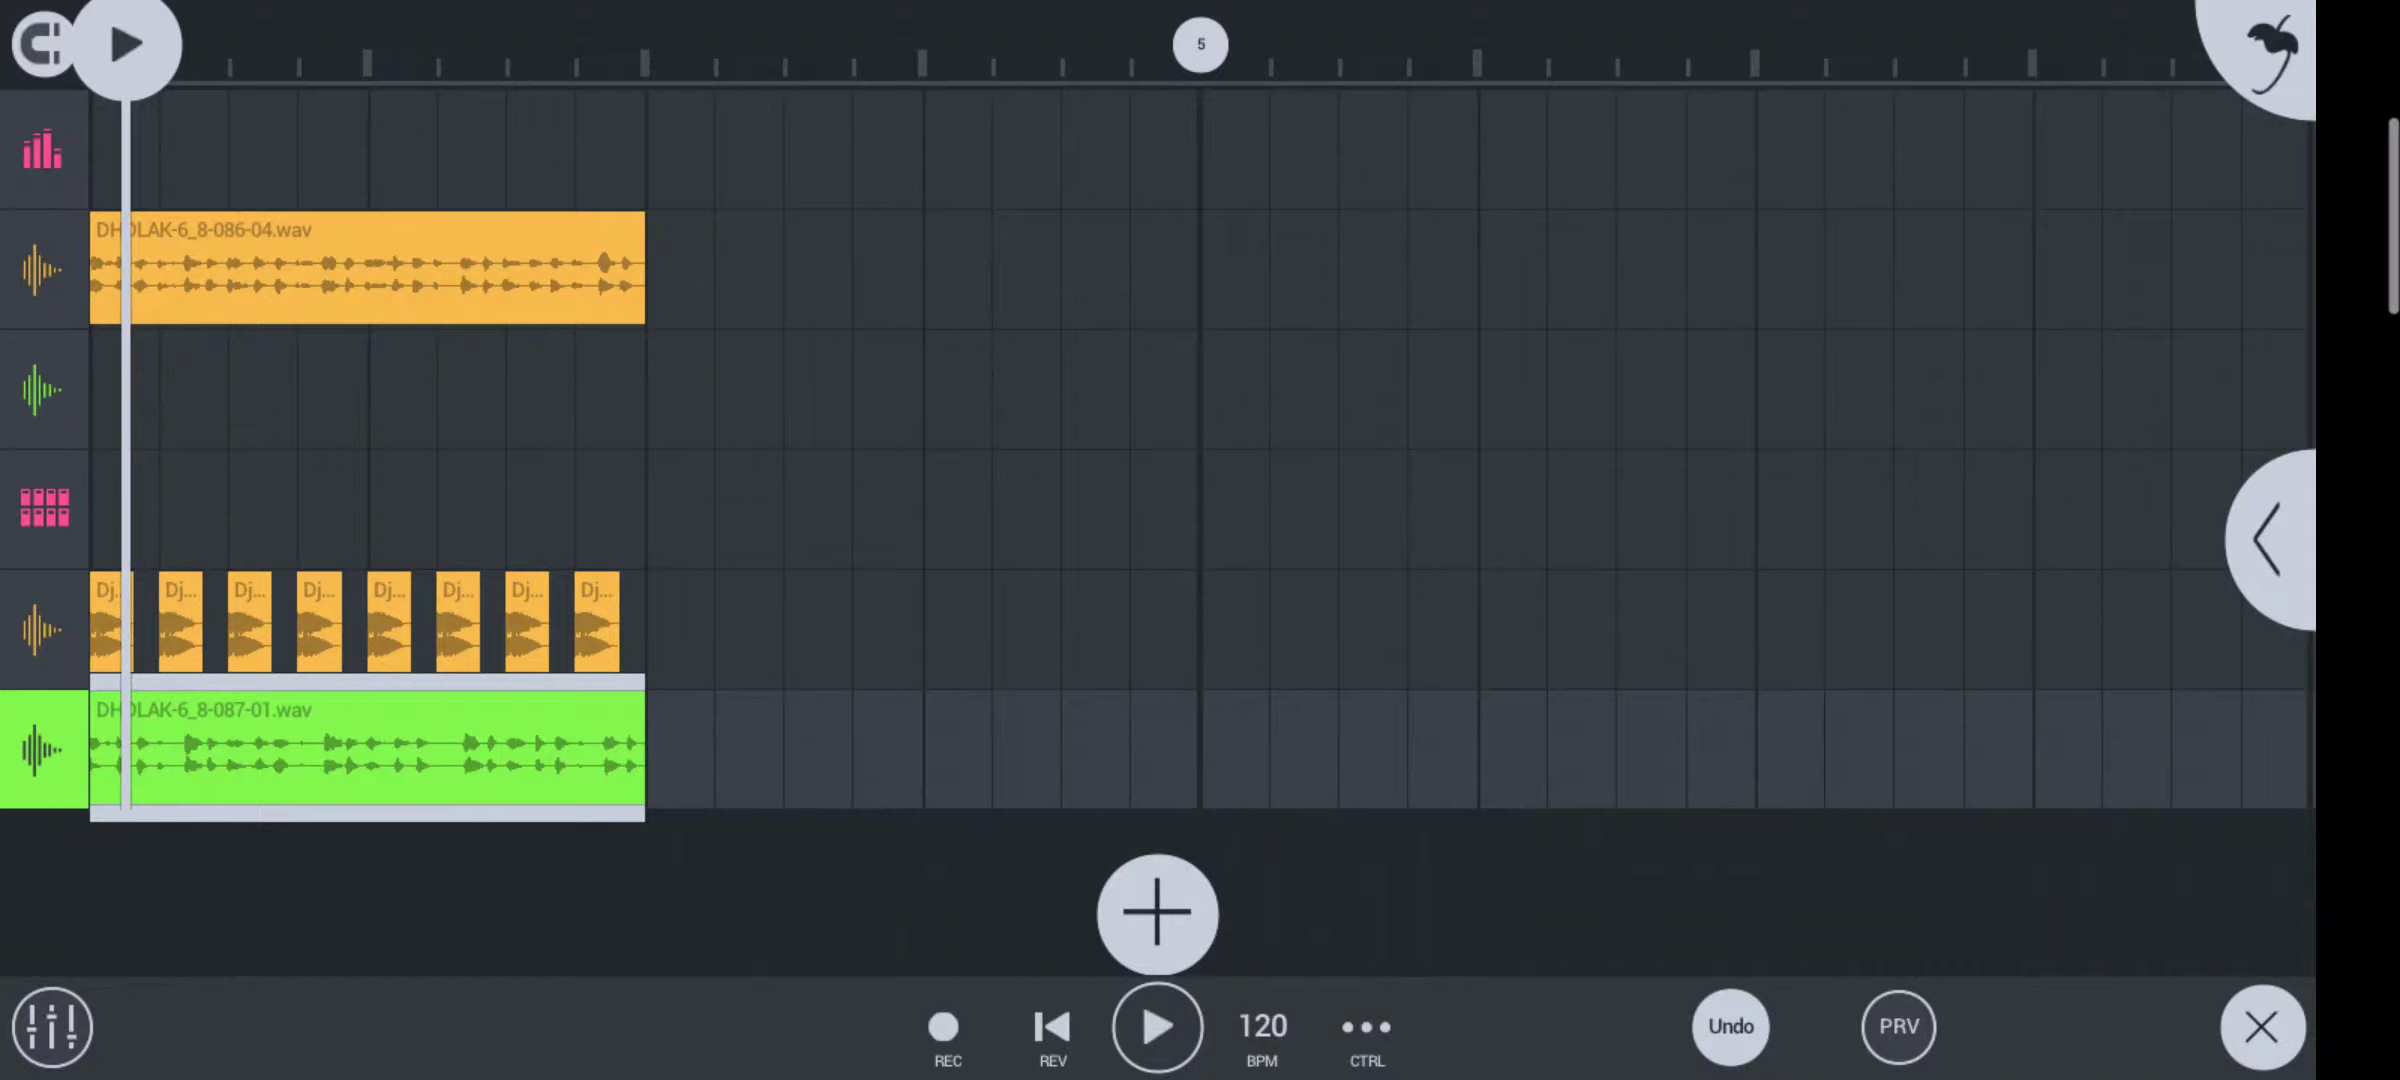 5
DHOLAK-6_8-086-04.wav
Dj... Dj... Dj... Dj... Dj... Dj... Dj... Dj...
DHOLAK-6_8-087-01.wav
120 Undo PRV
REC REV BPM CTRL